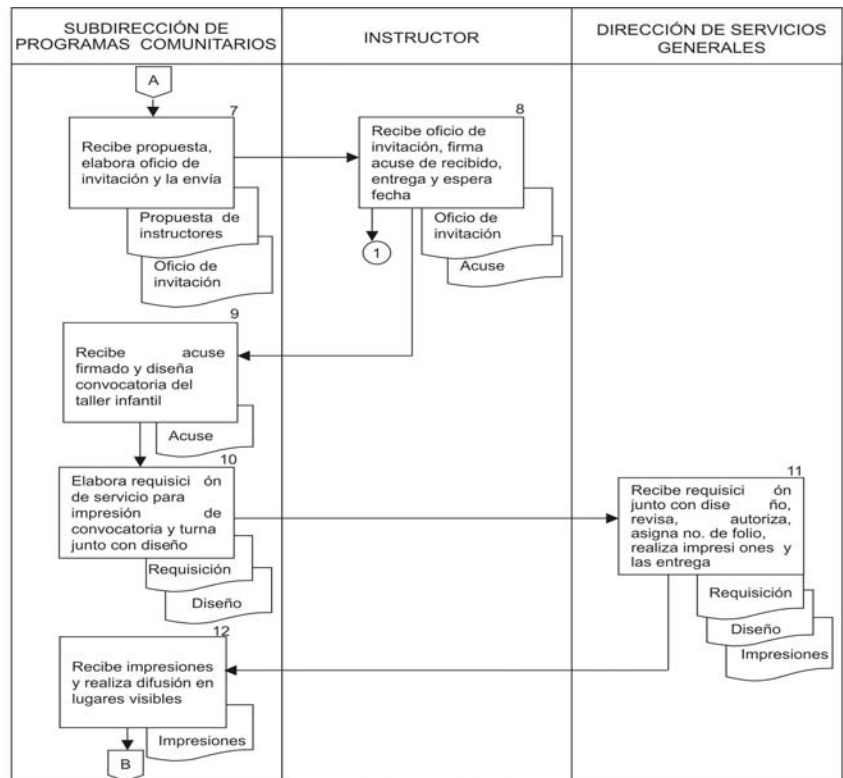 SUBDIRECCIÓN DE
PROGRAMAS COMUNITARIOS
INSTRUCTOR
DIRECCIÓN DE SERVICIOS
GENERALES
A
7
Recibe propuesta,
elabora oficio de
invitación y la envía
Propuesta de
instructores
Oficio de
invitación
8
Recibe oficio de
invitación, firma
acuse de recibido,
entrega y espera
fecha
Oficio de
invitación
Acuse
1
9
Recibe acuse
firmado y diseña
convocatoria del
taller infantil
Acuse
10
Elabora requisici ón
de servicio para
impresión de
convocatoria y turna
junto con diseño
Requisición
Diseño
11
Recibe requisici ón
junto con dise ño,
revisa, autoriza,
asigna no. de folio,
realiza impresi ones y
las entrega
Requisición
Diseño
Impresiones
12
Recibe impresiones
y realiza difusión en
lugares visibles
Impresiones
B